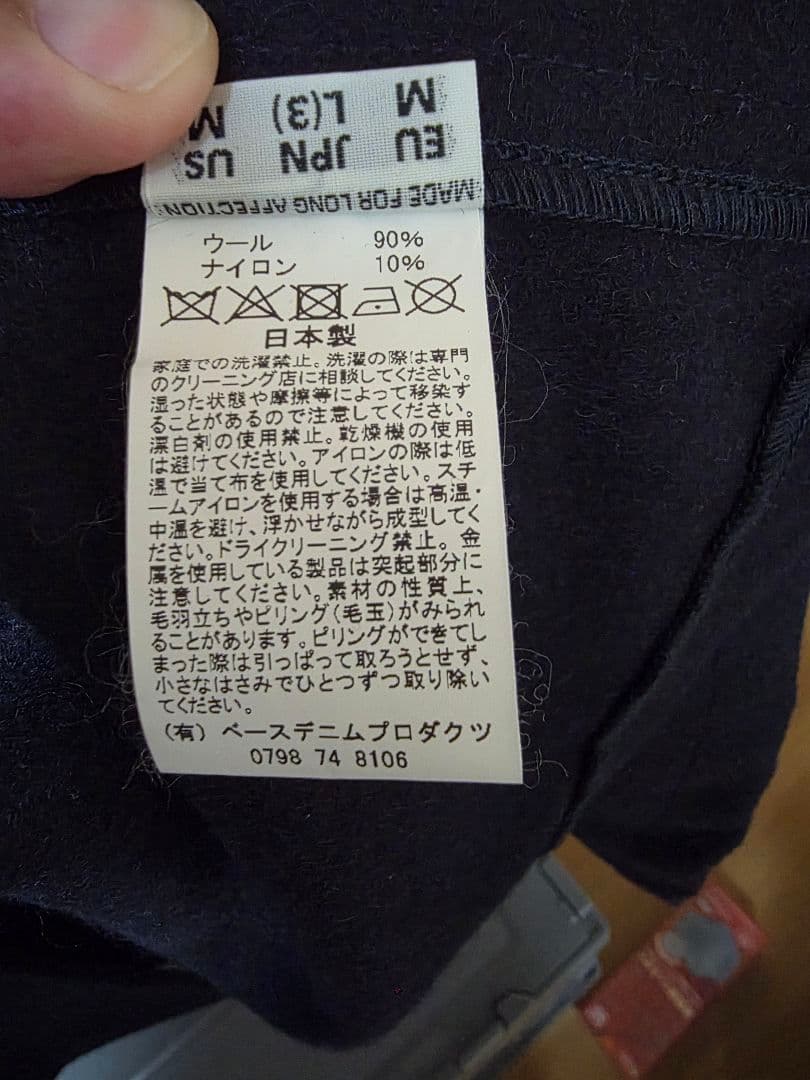 EU JPN US
M L(3) M
MADE FOR LONG AFFECTION
ウール 90%
ナイロン 10%
日本製
家庭での洗濯禁止。洗濯の際は専門
のクリーニング店に相談してください。
湿った状態や摩擦等によって移染す
ることがあるので注意してください。
漂白剤の使用禁止。乾燥機の使用
は避けてください。アイロンの際は低
温で当て布を使用してください。スチ
ームアイロンを使用する場合は高温・
中温を避け、浮かせながら成型してく
ださい。ドライクリーニング禁止。金
属を使用している製品は突起部分に
注意してください。素材の性質上、
毛羽立ちやピリング(毛玉)がみられ
ることがあります。ピリングができてし
まった際は引っぱって取ろうとせず、
小さなはさみでひとつずつ取り除い
てください。
(有) ベースデニムプロダクツ
0798 74 8106